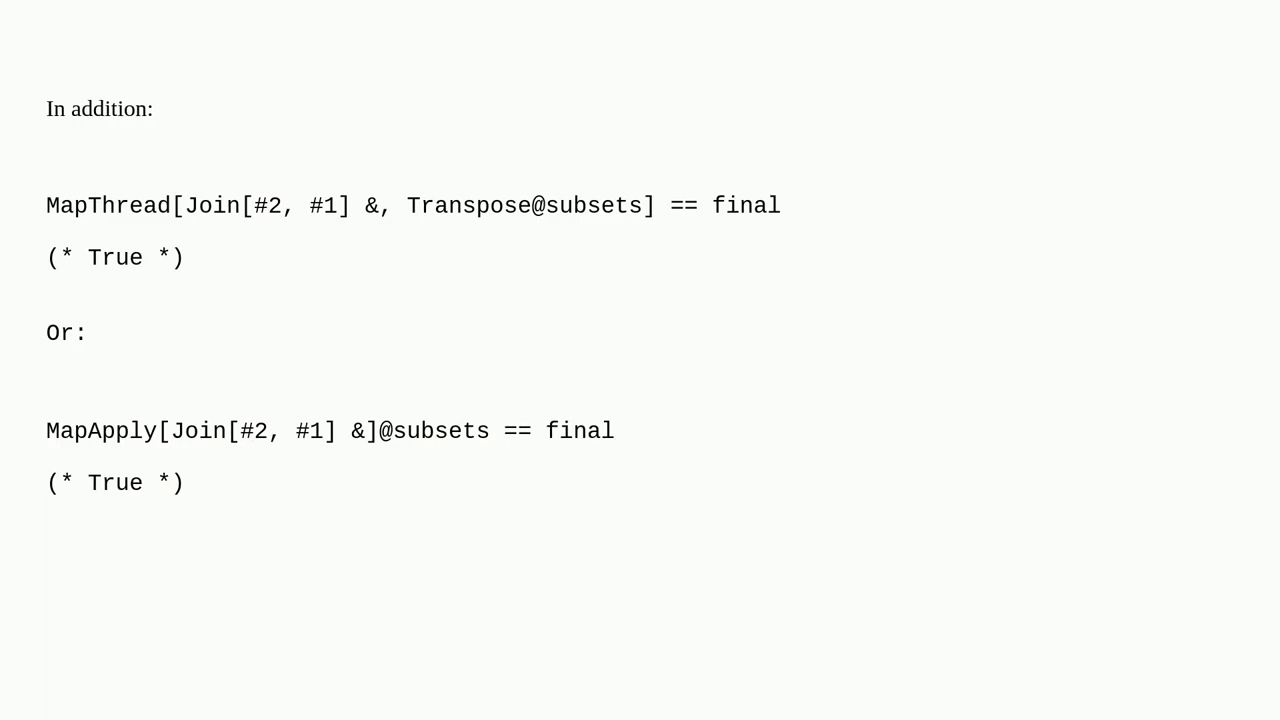 In addition:
MapThread[Join[#2, #1] &, Transpose@subsets] == final
(* True *)
Or:
MapApply[Join[#2, #1] &]@subsets == final
(* True *)